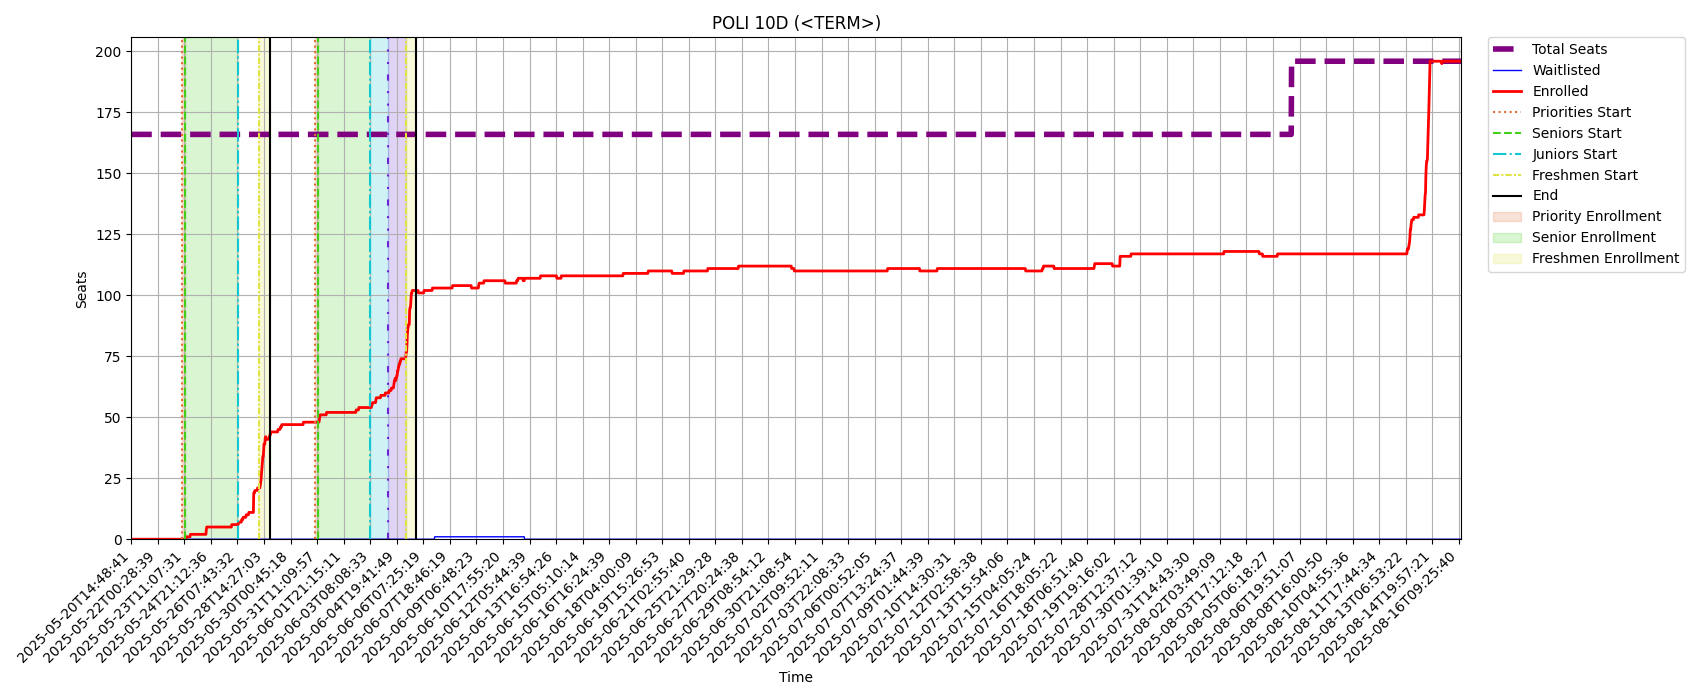 POLI 10D (<TERM>)
Total Seats
Waitlisted
Enrolled
Priorities Start
Seniors Start
Juniors Start
Freshmen Start
End
Priority Enrollment
Senior Enrollment
Freshmen Enrollment
Seats
200
175
150
125
100
75
50
25
0
2025-05-20T14:48:41
2025-05-22T00:28:39
2025-05-23T11:07:31
2025-05-24T21:12:36
2025-05-26T07:43:32
2025-05-28T14:27:03
2025-05-30T00:45:18
2025-05-31T11:09:57
2025-06-01T21:15:11
2025-06-03T08:08:33
2025-06-04T19:41:49
2025-06-06T07:25:19
2025-06-07T18:46:19
2025-06-09T06:48:23
2025-06-10T17:55:20
2025-06-12T05:44:39
2025-06-13T16:54:26
2025-06-15T05:10:14
2025-06-16T16:24:39
2025-06-18T04:00:09
2025-06-19T15:26:53
2025-06-21T02:55:40
2025-06-25T21:29:28
2025-06-27T20:24:38
2025-06-29T08:54:12
2025-06-30T21:08:54
2025-07-02T09:52:11
2025-07-03T22:08:33
2025-07-06T00:52:05
2025-07-07T13:24:37
2025-07-09T01:44:39
2025-07-10T14:30:31
2025-07-12T02:58:38
2025-07-13T15:54:06
2025-07-15T04:05:24
2025-07-16T18:05:22
2025-07-18T06:51:40
2025-07-19T19:16:02
2025-07-28T12:37:12
2025-07-30T01:39:10
2025-07-31T14:43:30
2025-08-02T03:49:09
2025-08-03T17:12:18
2025-08-05T06:18:27
2025-08-06T19:51:07
2025-08-08T16:00:50
2025-08-10T04:55:36
2025-08-11T17:44:34
2025-08-13T06:53:22
2025-08-14T19:57:21
2025-08-16T09:25:40
Time